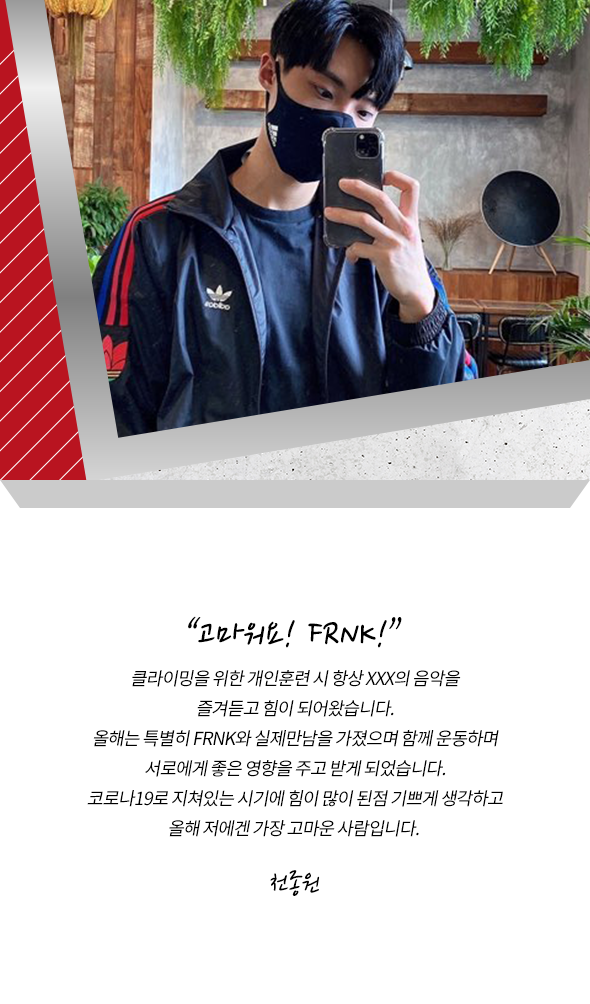 “고마워요! FRNK!”
클라이밍을 위한 개인훈련 시 항상 XXX의 음악을
즐겨듣고 힘이 되어왔습니다.
올해는 특별히 FRNK와 실제만남을 가졌으며 함께 운동하며
서로에게 좋은 영향을 주고 받게 되었습니다.
코로나19로 지쳐있는 시기에 힘이 많이 된점 기쁘게 생각하고
올해 저에겐 가장 고마운 사람입니다.
천종원